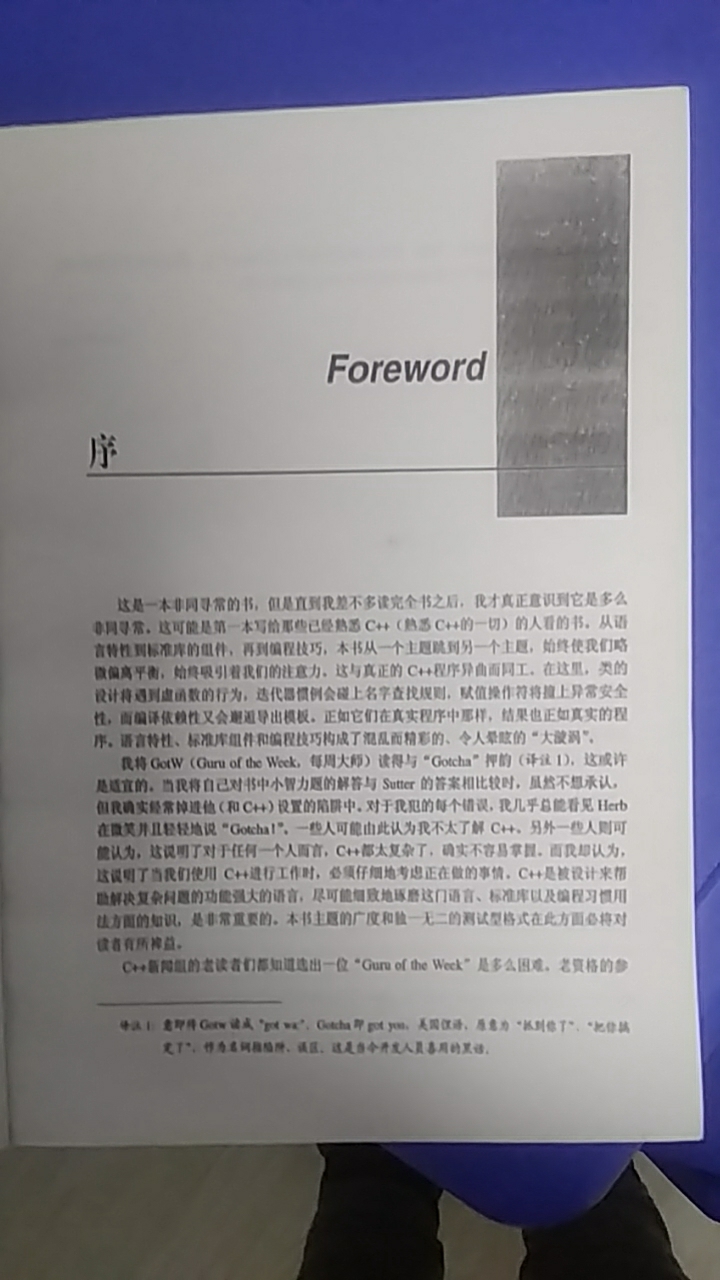 Foreword
序
这是一本非同寻常的书，但是直到我差不多读完全书之后，我才真正意识到它是多么
非同寻常。这可能是第一本写给那些已经熟悉 C++（熟悉 C++的一切）的人看的书。从语
言特性到标准库的组件，再到编程技巧，本书从一个主题跳到另一个主题，始终使我们略
微偏离平衡，始终吸引着我们的注意力。这与真正的 C++程序异曲而同工。在这里，类的
设计将遇到虚函数的行为，迭代器惯例会碰上名字查找规则，赋值操作符将撞上异常安全
性，而编译依赖性又会邂逅导出模板。正如它们在真实程序中那样，结果也正如真实的程
序。语言特性、标准库组件和编程技巧构成了混乱而精彩的、令人晕眩的“大漩涡”。
我将 GotW（Guru of the Week，每周大师）读得与“Gotcha”押韵（译注 1），这或许
是适宜的。当我将自己对书中小智力题的解答与 Sutter 的答案相比较时，虽然不想承认，
但我确实经常掉进他（和 C++）设置的陷阱中。对于我犯的每个错误，我几乎总能看见 Herb
在微笑并且轻轻地说“Gotcha！”。一些人可能由此认为我不太了解 C++。另外一些人则可
能认为，这说明了对于任何一个人而言，C++都太复杂了，确实不容易掌握。而我却认为，
这说明了当我们使用 C++进行工作时，必须仔细地考虑正在做的事情。C++是被设计来帮
助解决复杂问题的功能强大的语言，尽可能细致地琢磨这门语言、标准库以及编程习惯用
法方面的知识，是非常重要的。本书主题的广度和独一无二的测试型格式在此方面必将对
读者有所裨益。
C++新闻组的老读者们都知道选出一位“Guru of the Week”是多么困难。老资格的参
译注 1：意即将 Gotw 读成“got wa”。Gotcha 即 got you，美国俚语，原意为“抓到你了”、“把你搞
定了”，作为名词指陷阱、误区。这是当今开发人员喜用的黑话。